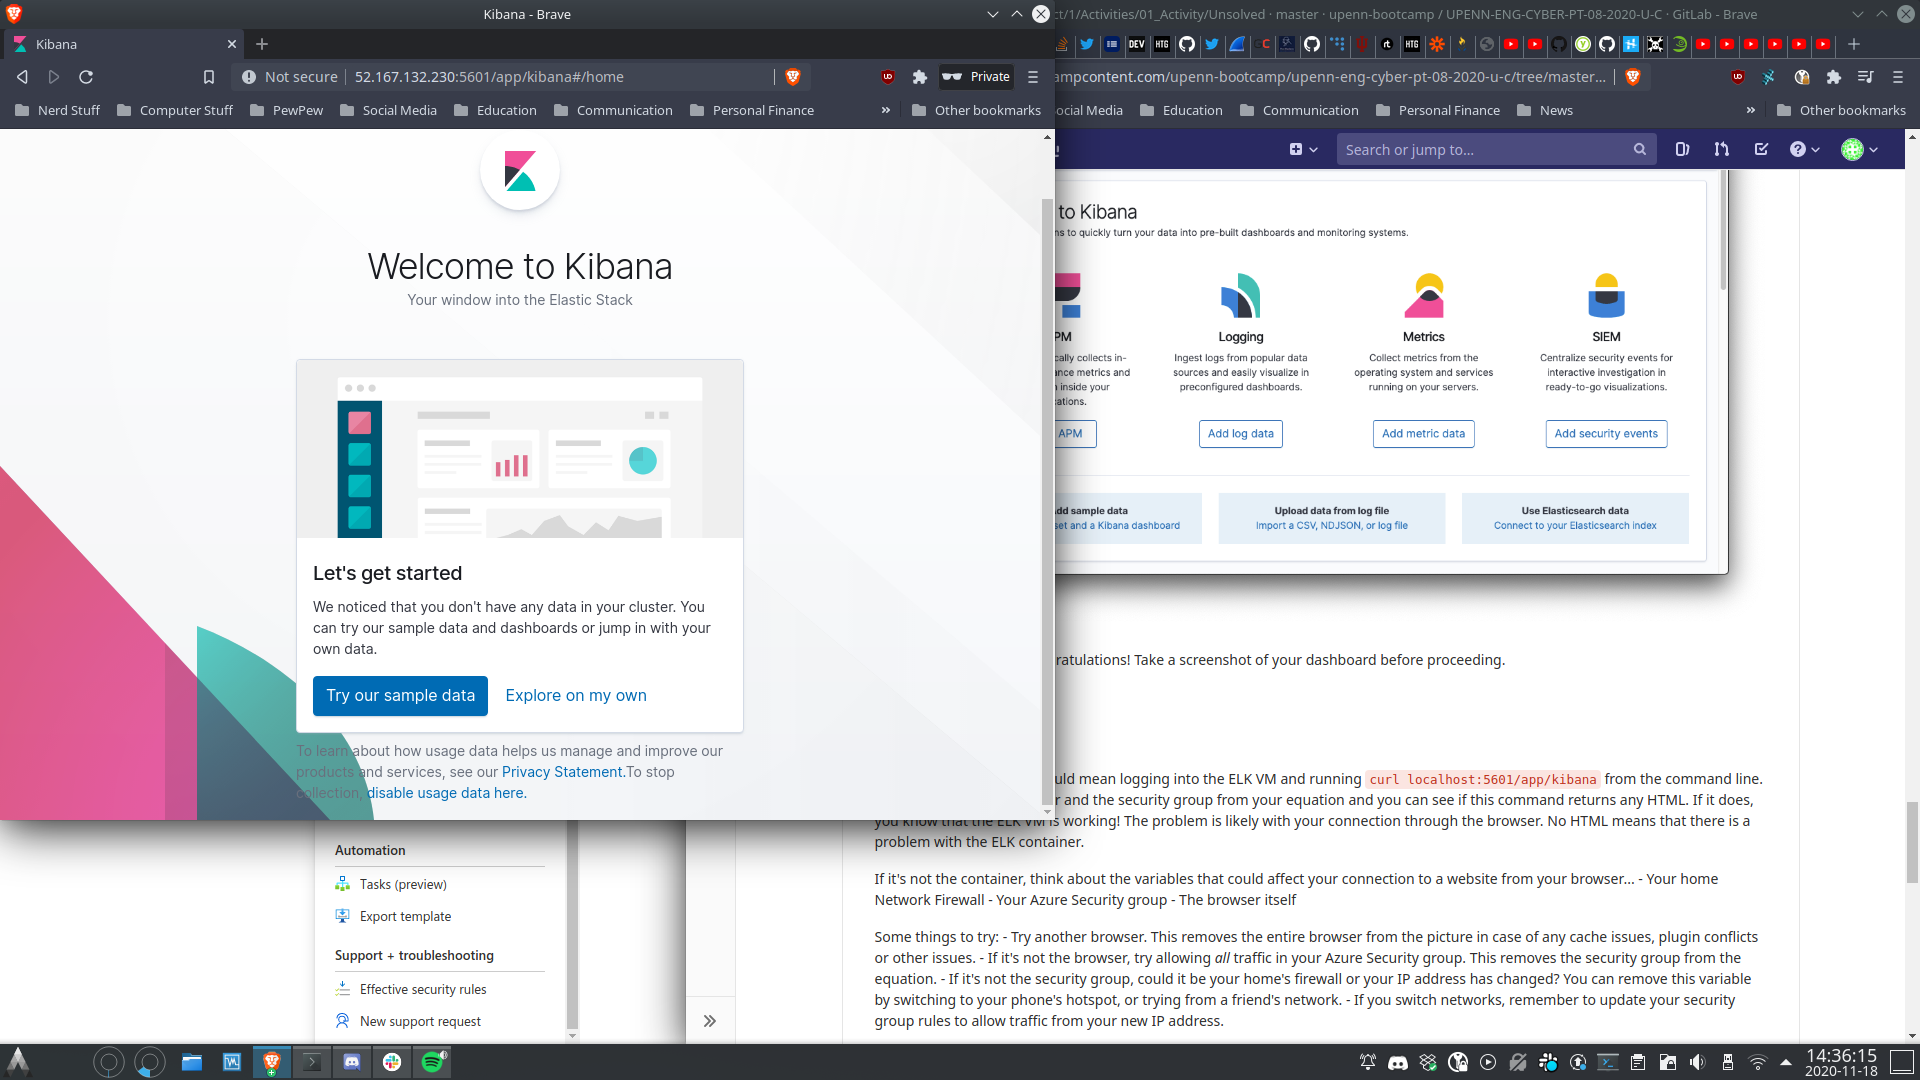 Kibana - Brave
ct/1/Activities/01_Activity/Unsolved · master · upenn-bootcamp / UPENN-ENG-CYBER-PT-08-2020-U-C · GitLab - Brave
Kibana
Not secure
52.167.132.230:5601/app/kibana#/home
Private
Nerd Stuff
Computer Stuff
PewPew
Social Media
Education
Communication
Personal Finance
»
Other bookmarks
Welcome to Kibana
Your window into the Elastic Stack
Let's get started
We noticed that you don't have any data in your cluster. You
can try our sample data and dashboards or jump in with your
own data.
Try our sample data
Explore on my own
To learn about how usage data helps us manage and improve our
products and services, see our Privacy Statement.To stop
collection, disable usage data here.
DEV
HTG
HTG
ampcontent.com/upenn-bootcamp/upenn-eng-cyber-pt-08-2020-u-c/tree/master...
ocial Media
Education
Communication
Personal Finance
News
»
Other bookmarks
Search or jump to...
to Kibana
ns to quickly turn your data into pre-built dashboards and monitoring systems.
PM
cally collects in-
ance metrics and
inside your
cations.
APM
Logging
Ingest logs from popular data
sources and easily visualize in
preconfigured dashboards.
Add log data
Metrics
Collect metrics from the
operating system and services
running on your servers.
Add metric data
SIEM
Centralize security events for
interactive investigation in
ready-to-go visualizations.
Add security events
dd sample data
set and a Kibana dashboard
Upload data from log file
Import a CSV, NDJSON, or log file
Use Elasticsearch data
Connect to your Elasticsearch index
ratulations! Take a screenshot of your dashboard before proceeding.
uld mean logging into the ELK VM and running curl localhost:5601/app/kibana from the command line.
r and the security group from your equation and you can see if this command returns any HTML. If it does,
you know that the ELK VM is working! The problem is likely with your connection through the browser. No HTML means that there is a
problem with the ELK container.
If it's not the container, think about the variables that could affect your connection to a website from your browser... - Your home
Network Firewall - Your Azure Security group - The browser itself
Some things to try: - Try another browser. This removes the entire browser from the picture in case of any cache issues, plugin conflicts
or other issues. - If it's not the browser, try allowing all traffic in your Azure Security group. This removes the security group from the
equation. - If it's not the security group, could it be your home's firewall or your IP address has changed? You can remove this variable
by switching to your phone's hotspot, or trying from a friend's network. - If you switch networks, remember to update your security
group rules to allow traffic from your new IP address.
Automation
Tasks (preview)
Export template
Support + troubleshooting
Effective security rules
New support request
14:36:15
2020-11-18